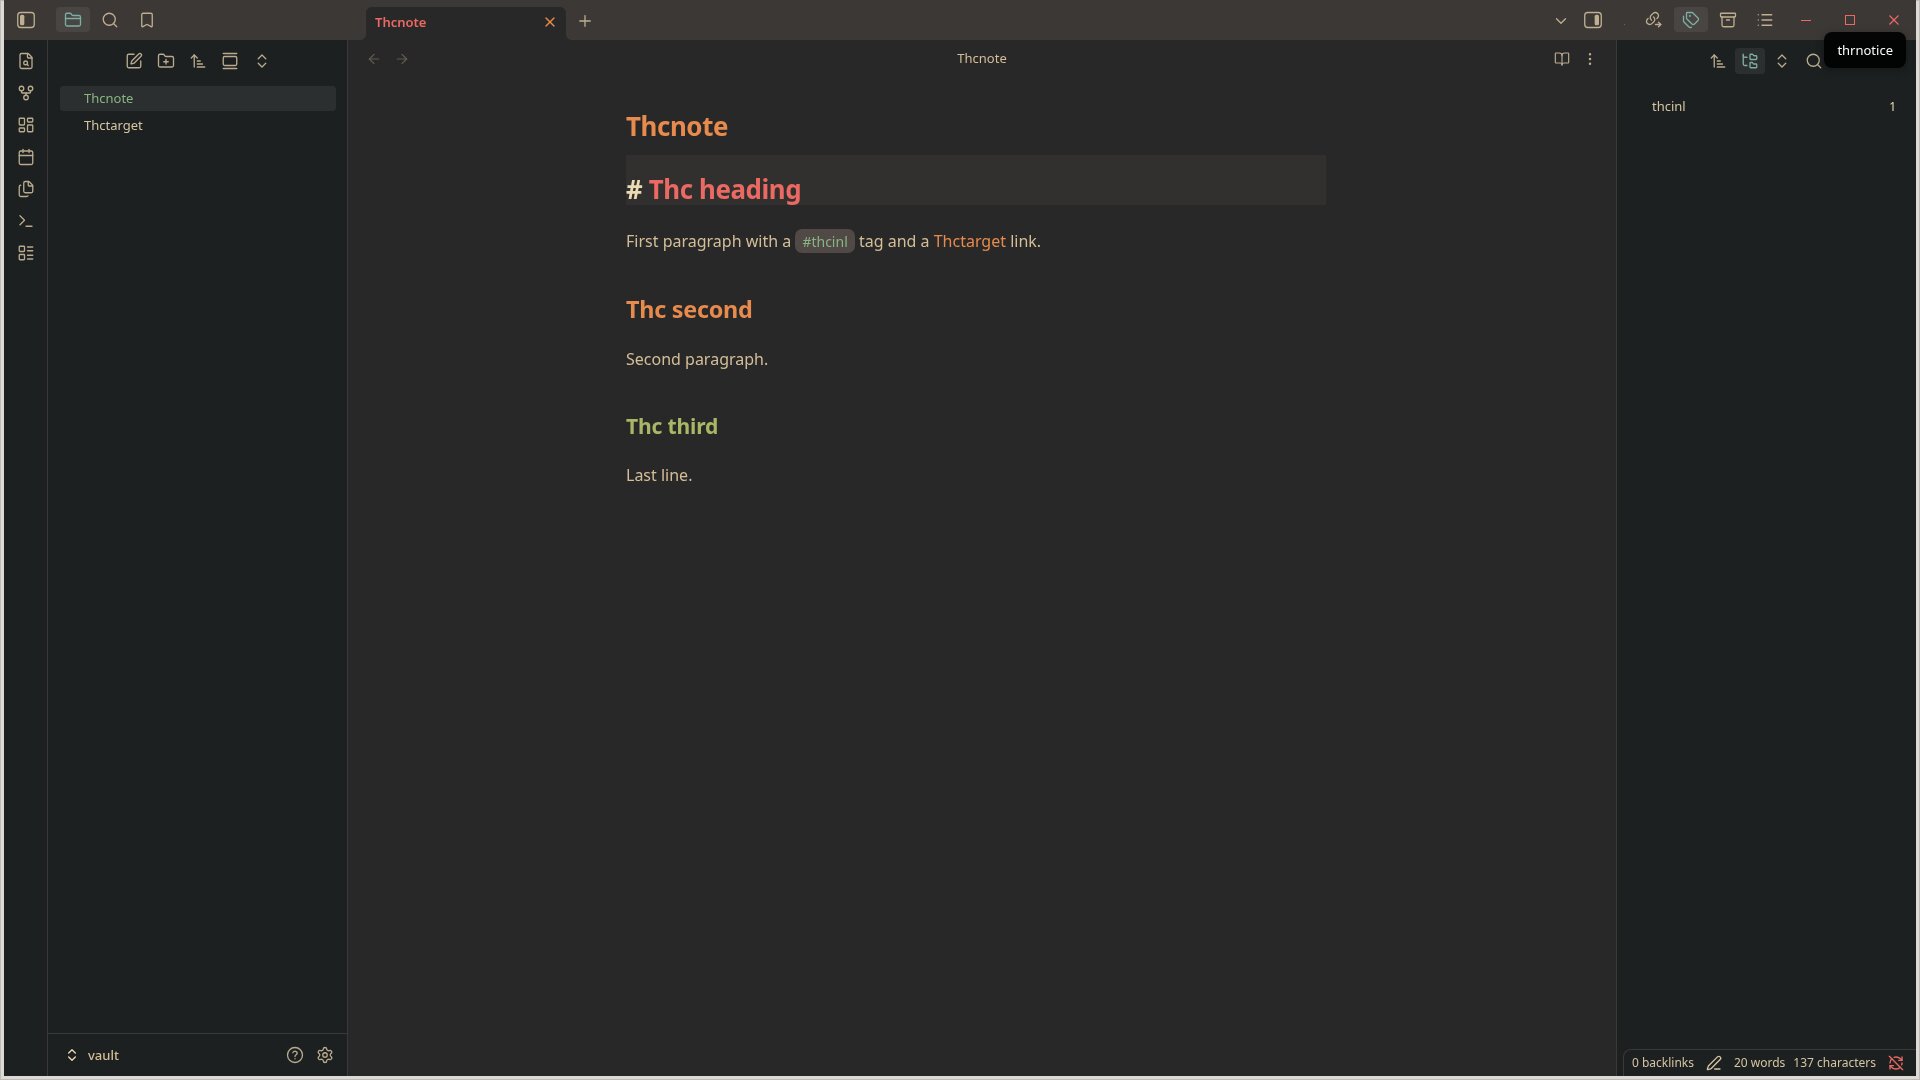 Thcnote
thrnotice
Thcnote
Thcnote
Thctarget
thcinl 1
Thcnote
# Thc heading
First paragraph with a #thcinl tag and a Thctarget link.
Thc second
Second paragraph.
Thc third
Last line.
vault
0 backlinks 20 words 137 characters